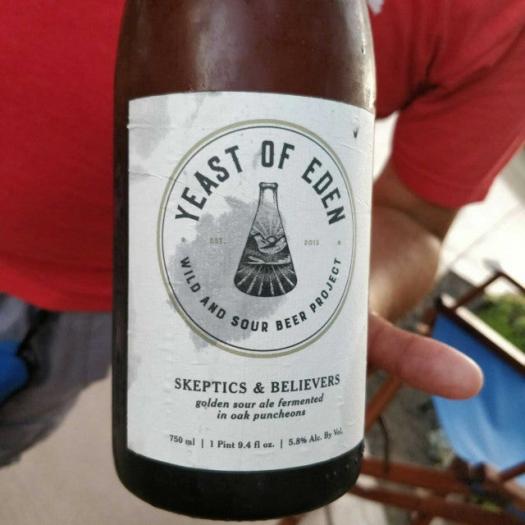 YEAST OF EDEN
EST. 2015
WILD AND SOUR BEER PROJECT
SKEPTICS & BELIEVERS
golden sour ale fermented
in oak puncheons
750 ml | 1 Pint 9.4 fl oz. | 5.8% Alc. By Vol.